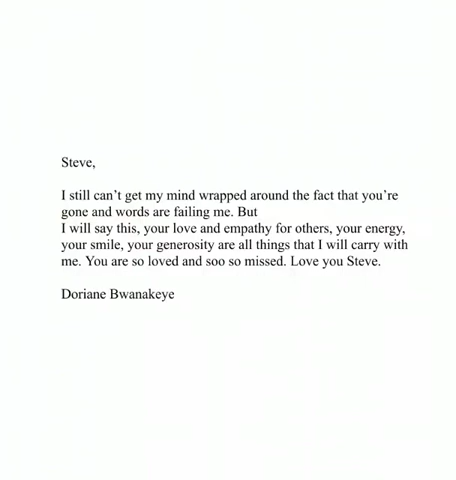 Steve,
I still can’t get my mind wrapped around the fact that you’re
gone and words are failing me. But
I will say this, your love and empathy for others, your energy,
your smile, your generosity are all things that I will carry with
me. You are so loved and soo so missed. Love you Steve.
Doriane Bwanakeye